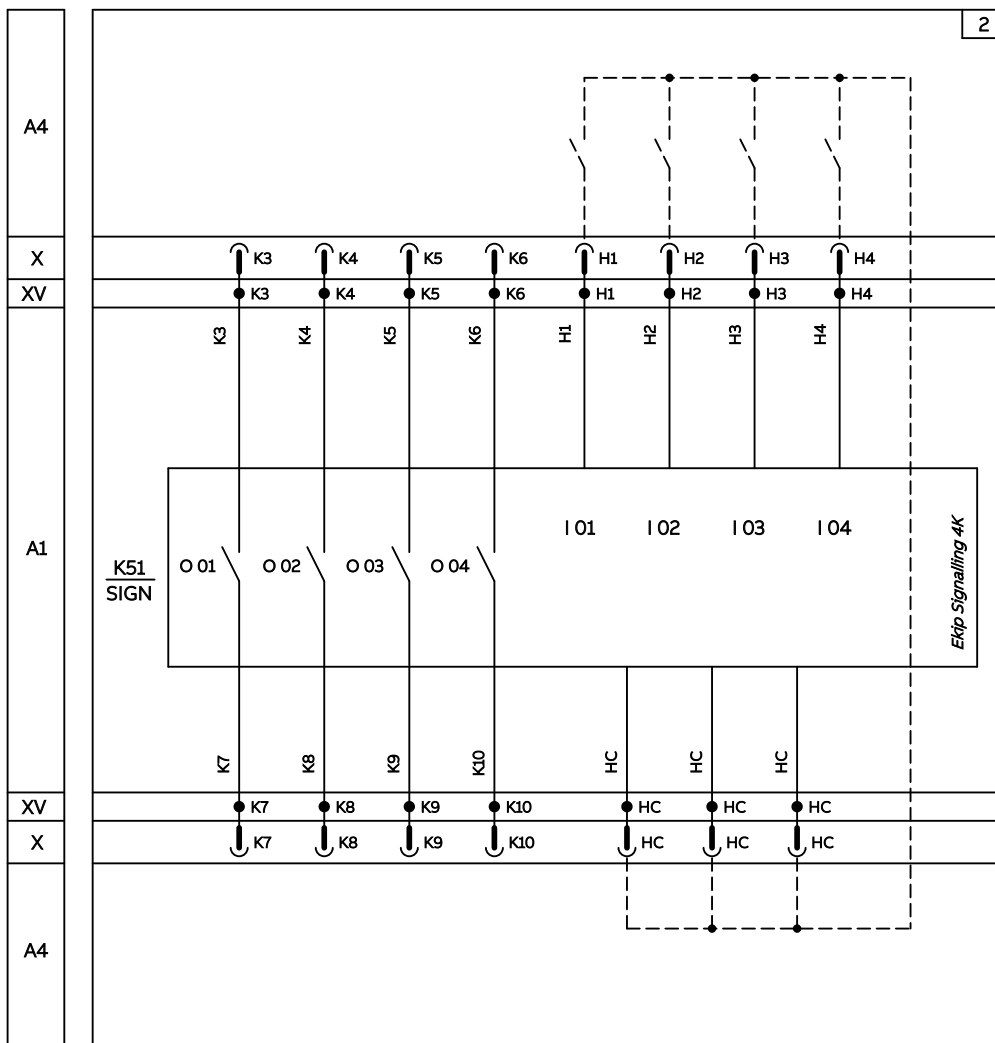 2
A4
X
K3 K4 K5 K6 H1 H2 H3 H4
XV
K3 K4 K5 K6 H1 H2 H3 H4
K3 K4 K5 K6 H1 H2 H3 H4
A1
I 01 I 02 I 03 I 04
K51
SIGN
O 01 O 02 O 03 O 04
Ekip Signalling 4K
K7 K8 K9 K10 HC HC HC
XV
K7 K8 K9 K10 HC HC HC
X
K7 K8 K9 K10 HC HC HC
A4